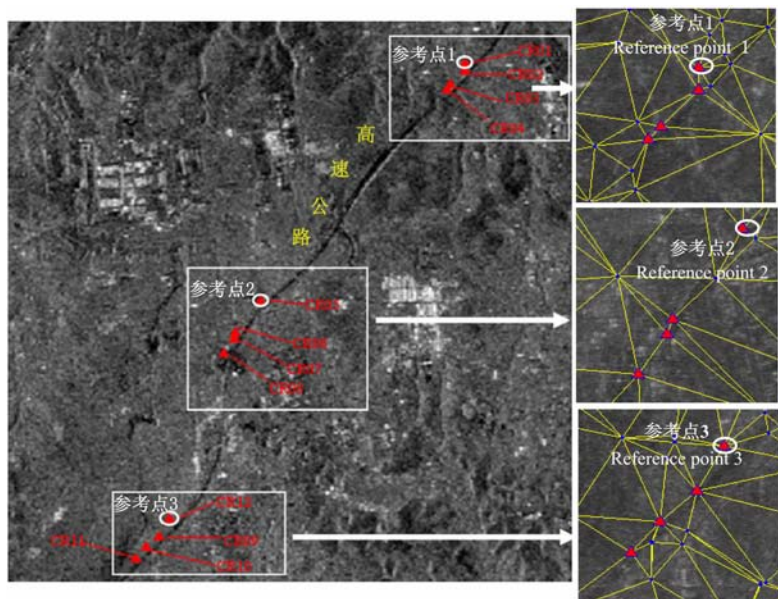 参考点1
CR01
CR02
CR03
CR04
高
速
公
路
参考点2
CR05
CR06
CR07
CR08
参考点3
CR12
CR09
CR10
CR11
参考点1
Reference point 1
参考点2
Reference point 2
参考点3
Reference point 3